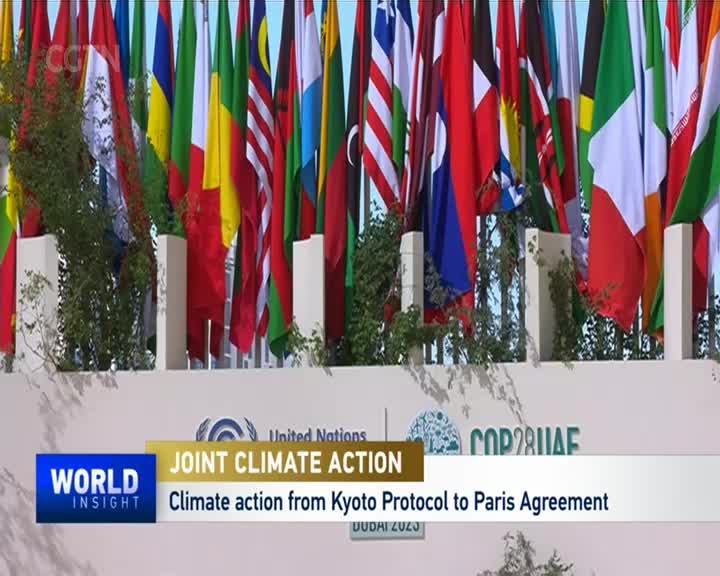 CGTN
United Nations
COP28UAE
JOINT CLIMATE ACTION
WORLD
INSIGHT
Climate action from Kyoto Protocol to Paris Agreement
DUBAI 2023